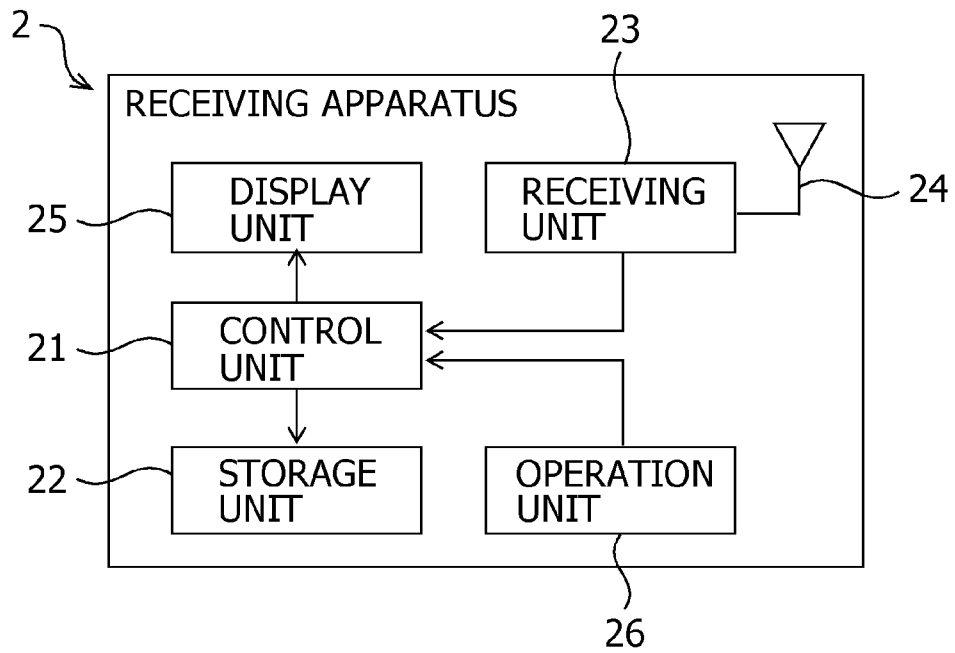 2
23
RECEIVING APPARATUS
DISPLAY
UNIT
RECEIVING
UNIT
24
25
CONTROL
UNIT
21
STORAGE
UNIT
22
OPERATION
UNIT
26